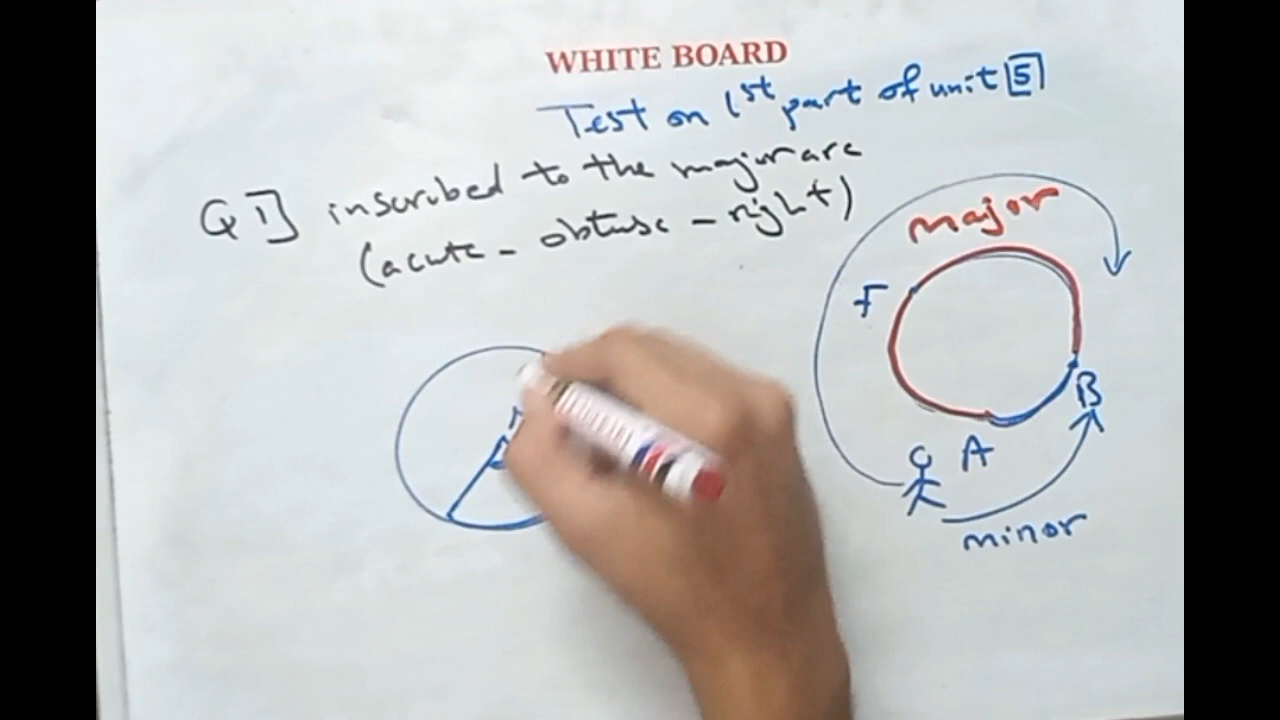 WHITE BOARD
Test on 1st part of unit 5
Q1] inscribed to the major arc
(acute - obtuse - right)
major
F
B
A
minor